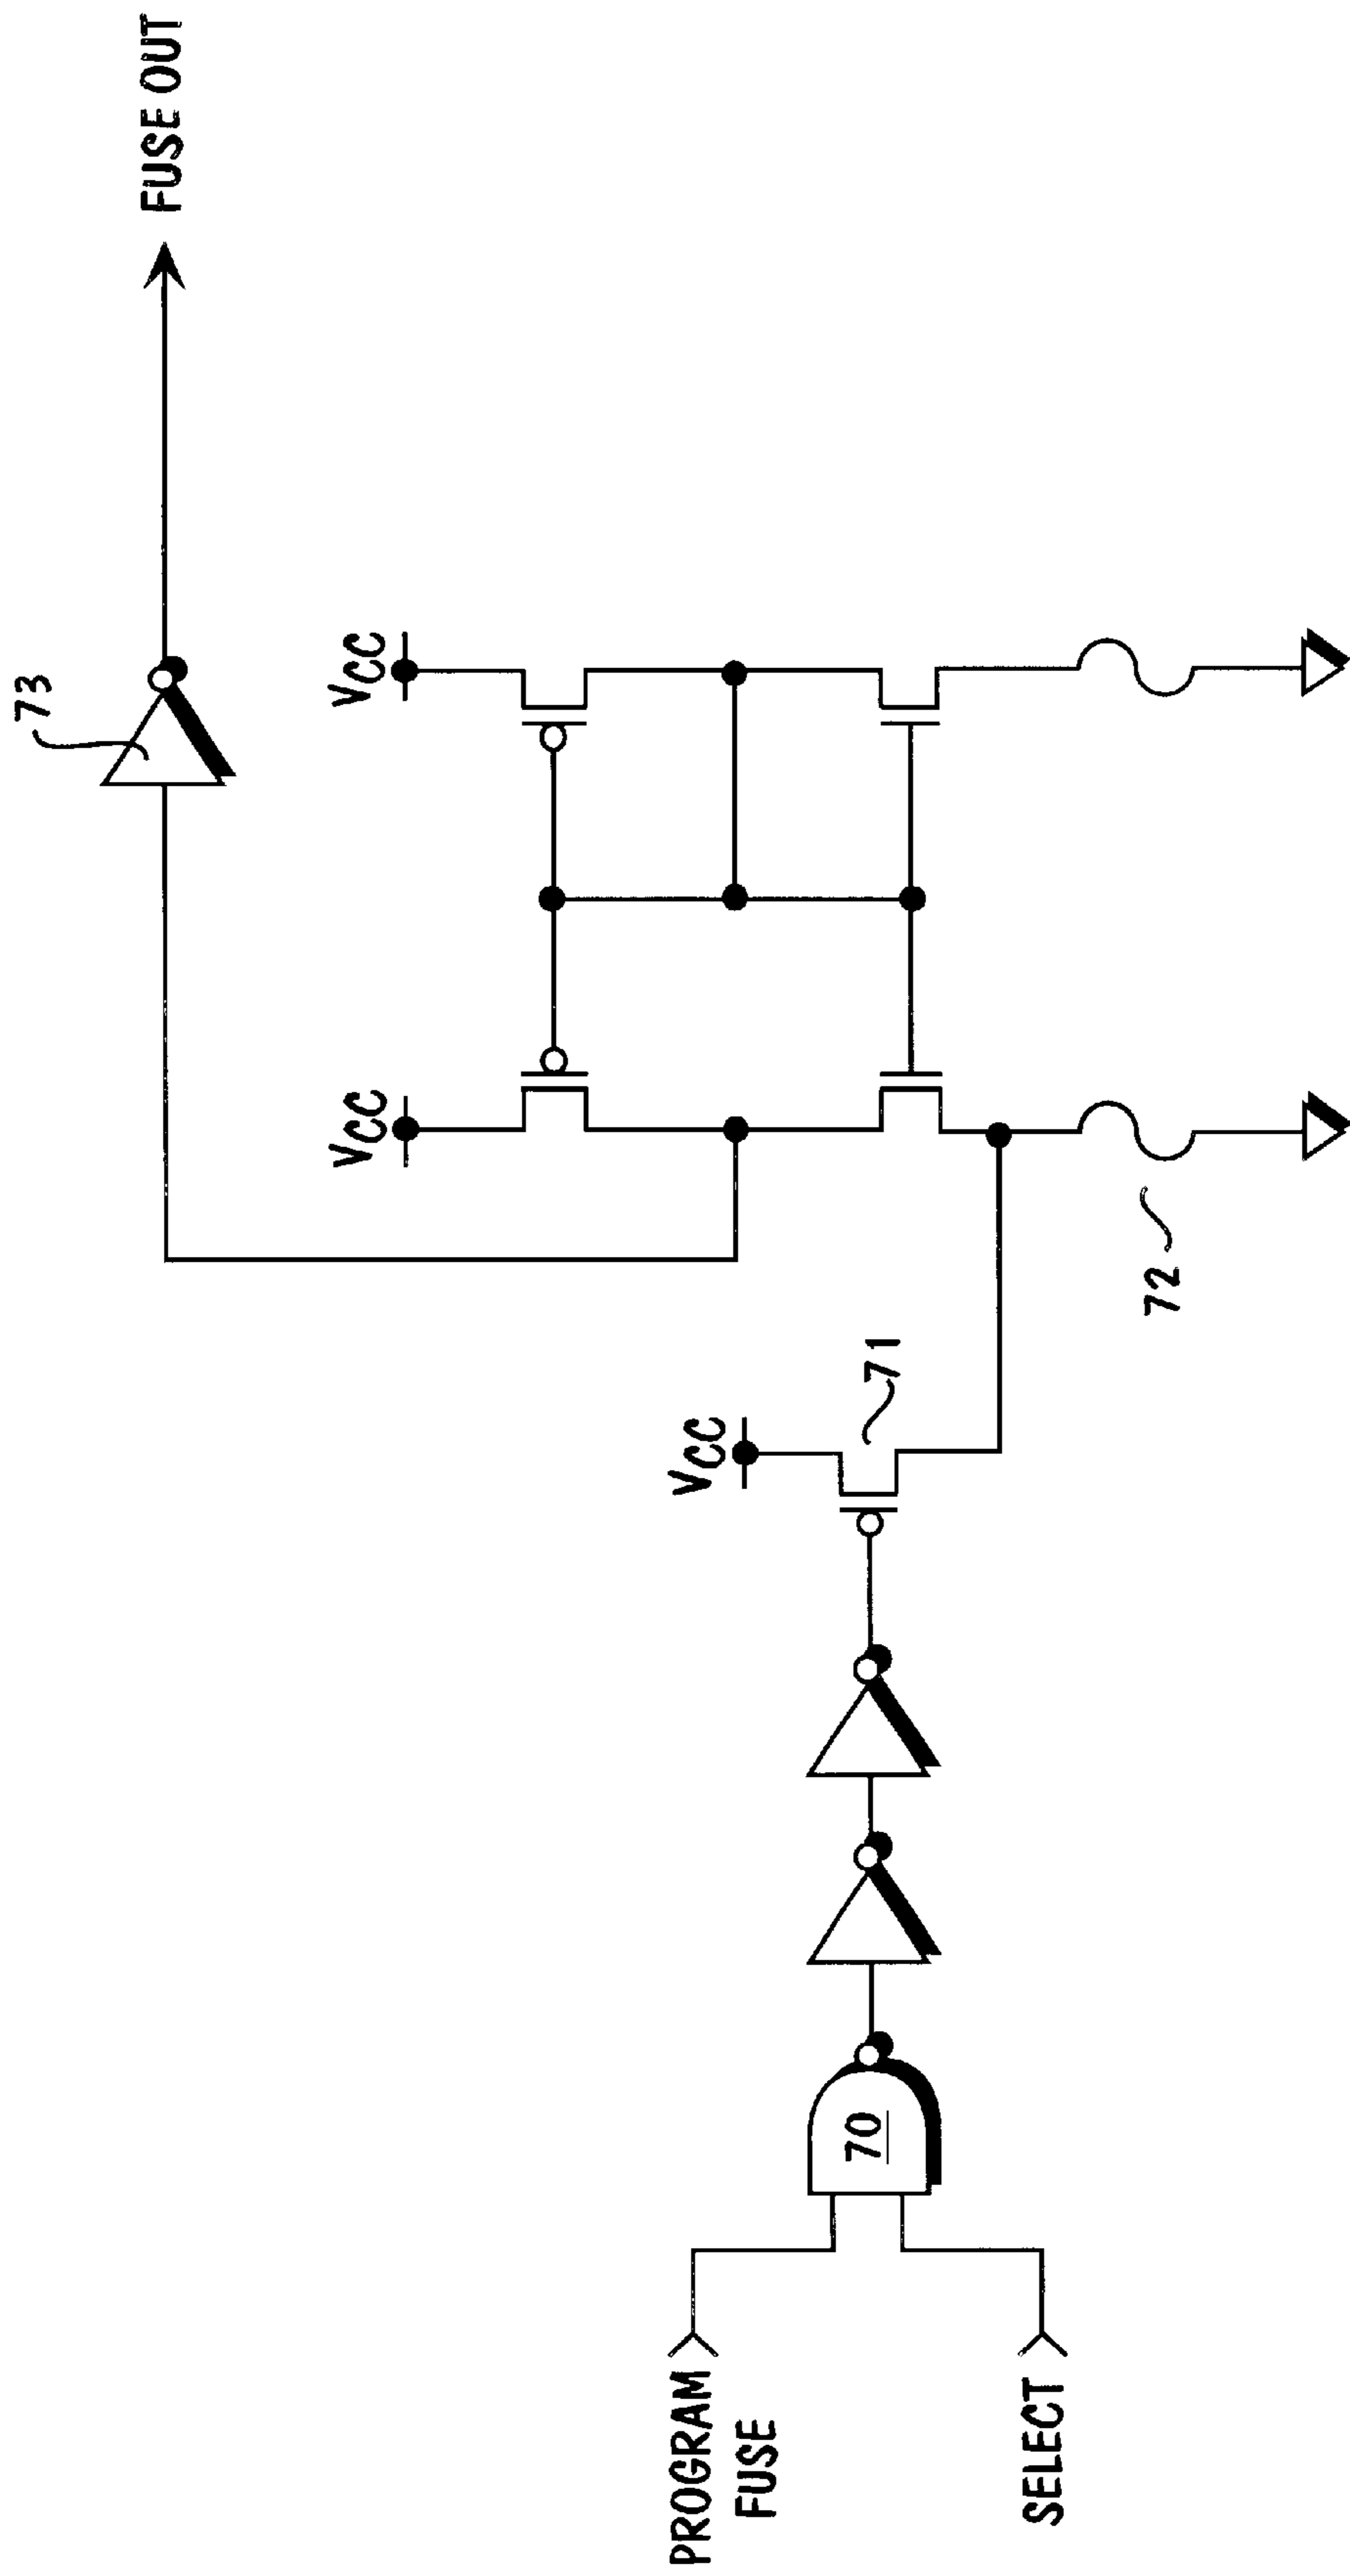 PROGRAM
FUSE
SELECT
70
VCC
71
VCC
72
VCC
73
FUSE OUT